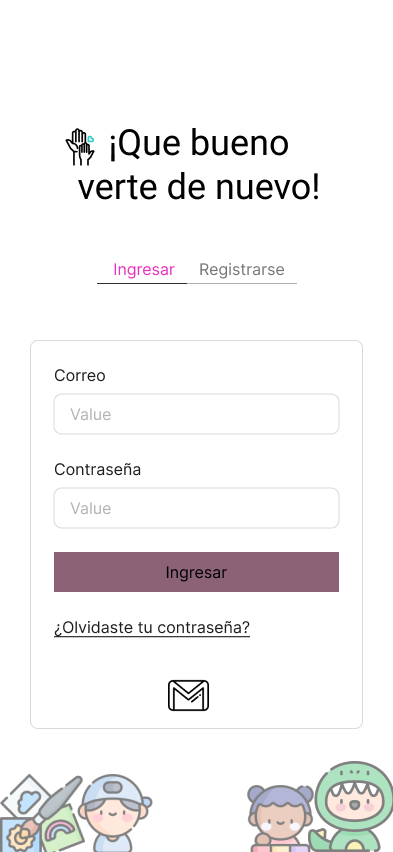 ¡Que bueno
verte de nuevo!
Ingresar Registrarse
Correo
Value
Contraseña
Value
Ingresar
¿Olvidaste tu contraseña?